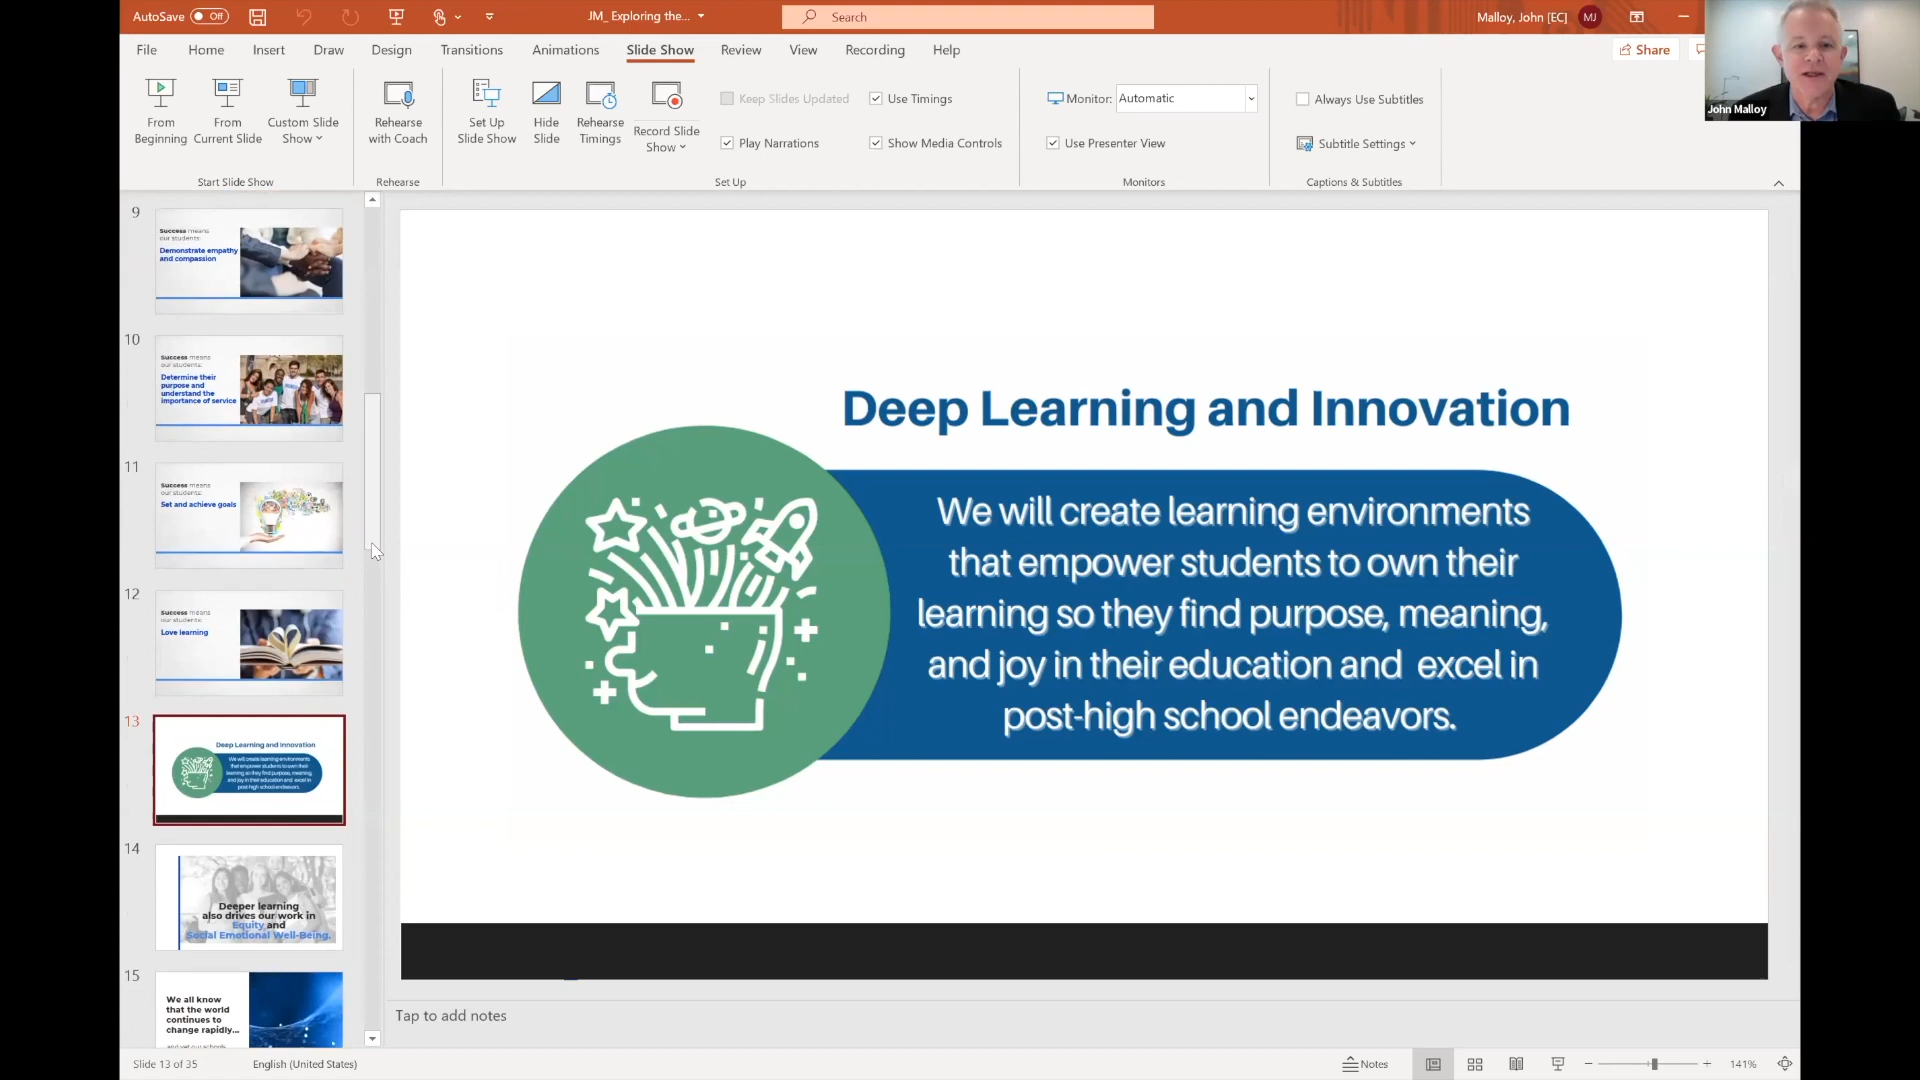 AutoSave Off
JM_ Exploring the...
Search
Malloy, John [EC]
MJ
File Home Insert Draw Design Transitions Animations Slide Show Review View Recording Help
Share
John Malloy
From Beginning
From Current Slide
Custom Slide Show
Rehearse with Coach
Set Up Slide Show
Hide Slide
Rehearse Timings
Record Slide Show
Keep Slides Updated
Use Timings
Play Narrations
Show Media Controls
Monitor: Automatic
Use Presenter View
Always Use Subtitles
Subtitle Settings
Start Slide Show
Rehearse
Set Up
Monitors
Captions & Subtitles
9
Success means
our students:
Demonstrate empathy
and compassion
10
Success means
our students:
Determine their
purpose and
understand the
importance of service
11
Success means
our students:
Set and achieve goals
12
Success means
our students:
Love learning
13
Deep Learning and Innovation
We will create learning environments
that empower students to own their
learning so they find purpose, meaning,
and joy in their education and excel in
post-high school endeavors.
14
Deeper learning
also drives our work in
Equity and
Social Emotional Well-Being.
15
We all know
that the world
continues to
change rapidly...
and yet our schools
Deep Learning and Innovation
We will create learning environments
that empower students to own their
learning so they find purpose, meaning,
and joy in their education and excel in
post-high school endeavors.
Tap to add notes
Slide 13 of 35
English (United States)
Notes
141%